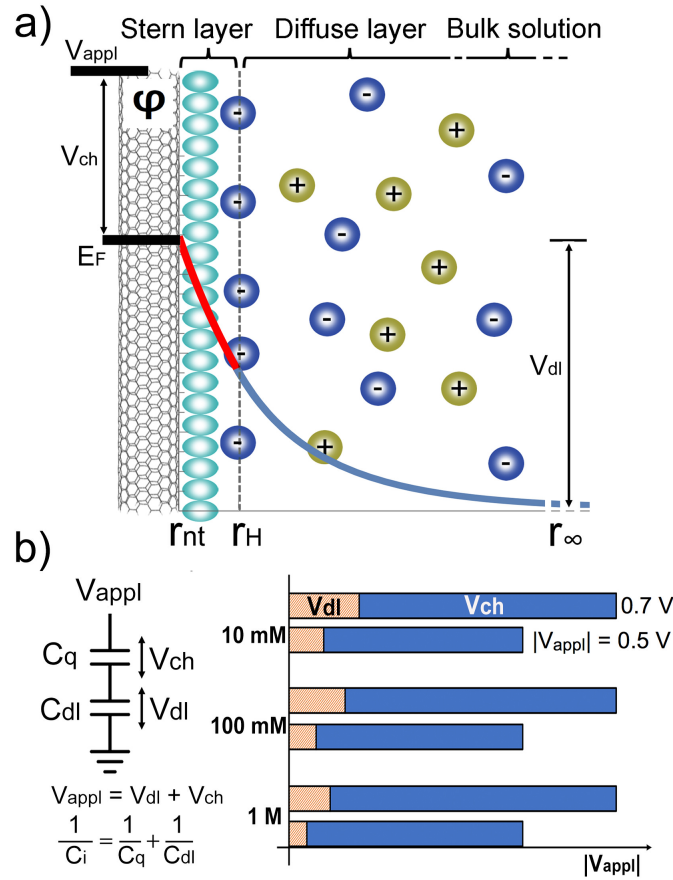 a)
Stern layer Diffuse layer Bulk solution
Vappl
φ
Vch
EF
Vdl
rnt rH r∞
- - - - -
- - - - - - -
+ + + + + + +
b)
Vappl
Cq Vch
Cdl Vdl
Vappl = Vdl + Vch
1/Ci = 1/Cq + 1/Cdl
Vdl Vch 0.7 V
10 mM |Vappl| = 0.5 V
100 mM
1 M
|Vappl|